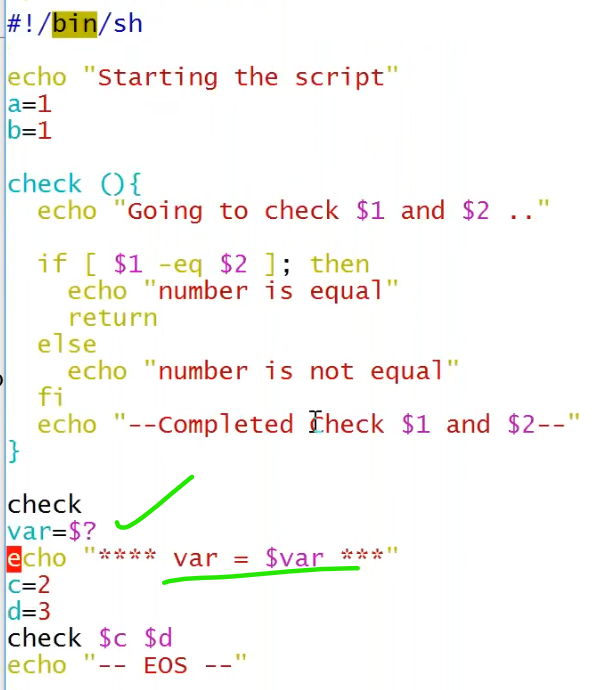 #!/bin/sh
echo "Starting the script"
a=1
b=1
check (){
echo "Going to check $1 and $2 .."
if [ $1 -eq $2 ]; then
echo "number is equal"
return
else
echo "number is not equal"
fi
echo "--Completed Check $1 and $2--"
}
check
var=$?
echo "**** var = $var ***"
c=2
d=3
check $c $d
echo "-- EOS --"